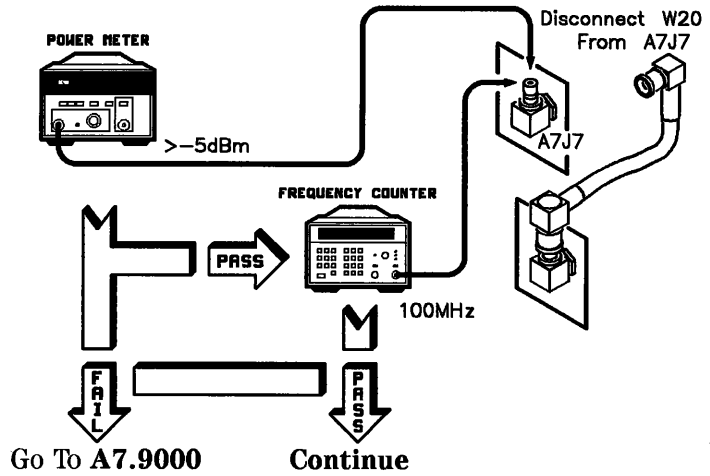 POWER METER
Disconnect W20
From A7J7
A7J7
>-5dBm
FREQUENCY COUNTER
PASS
100MHz
FAIL
PASS
Go To A7.9000
Continue